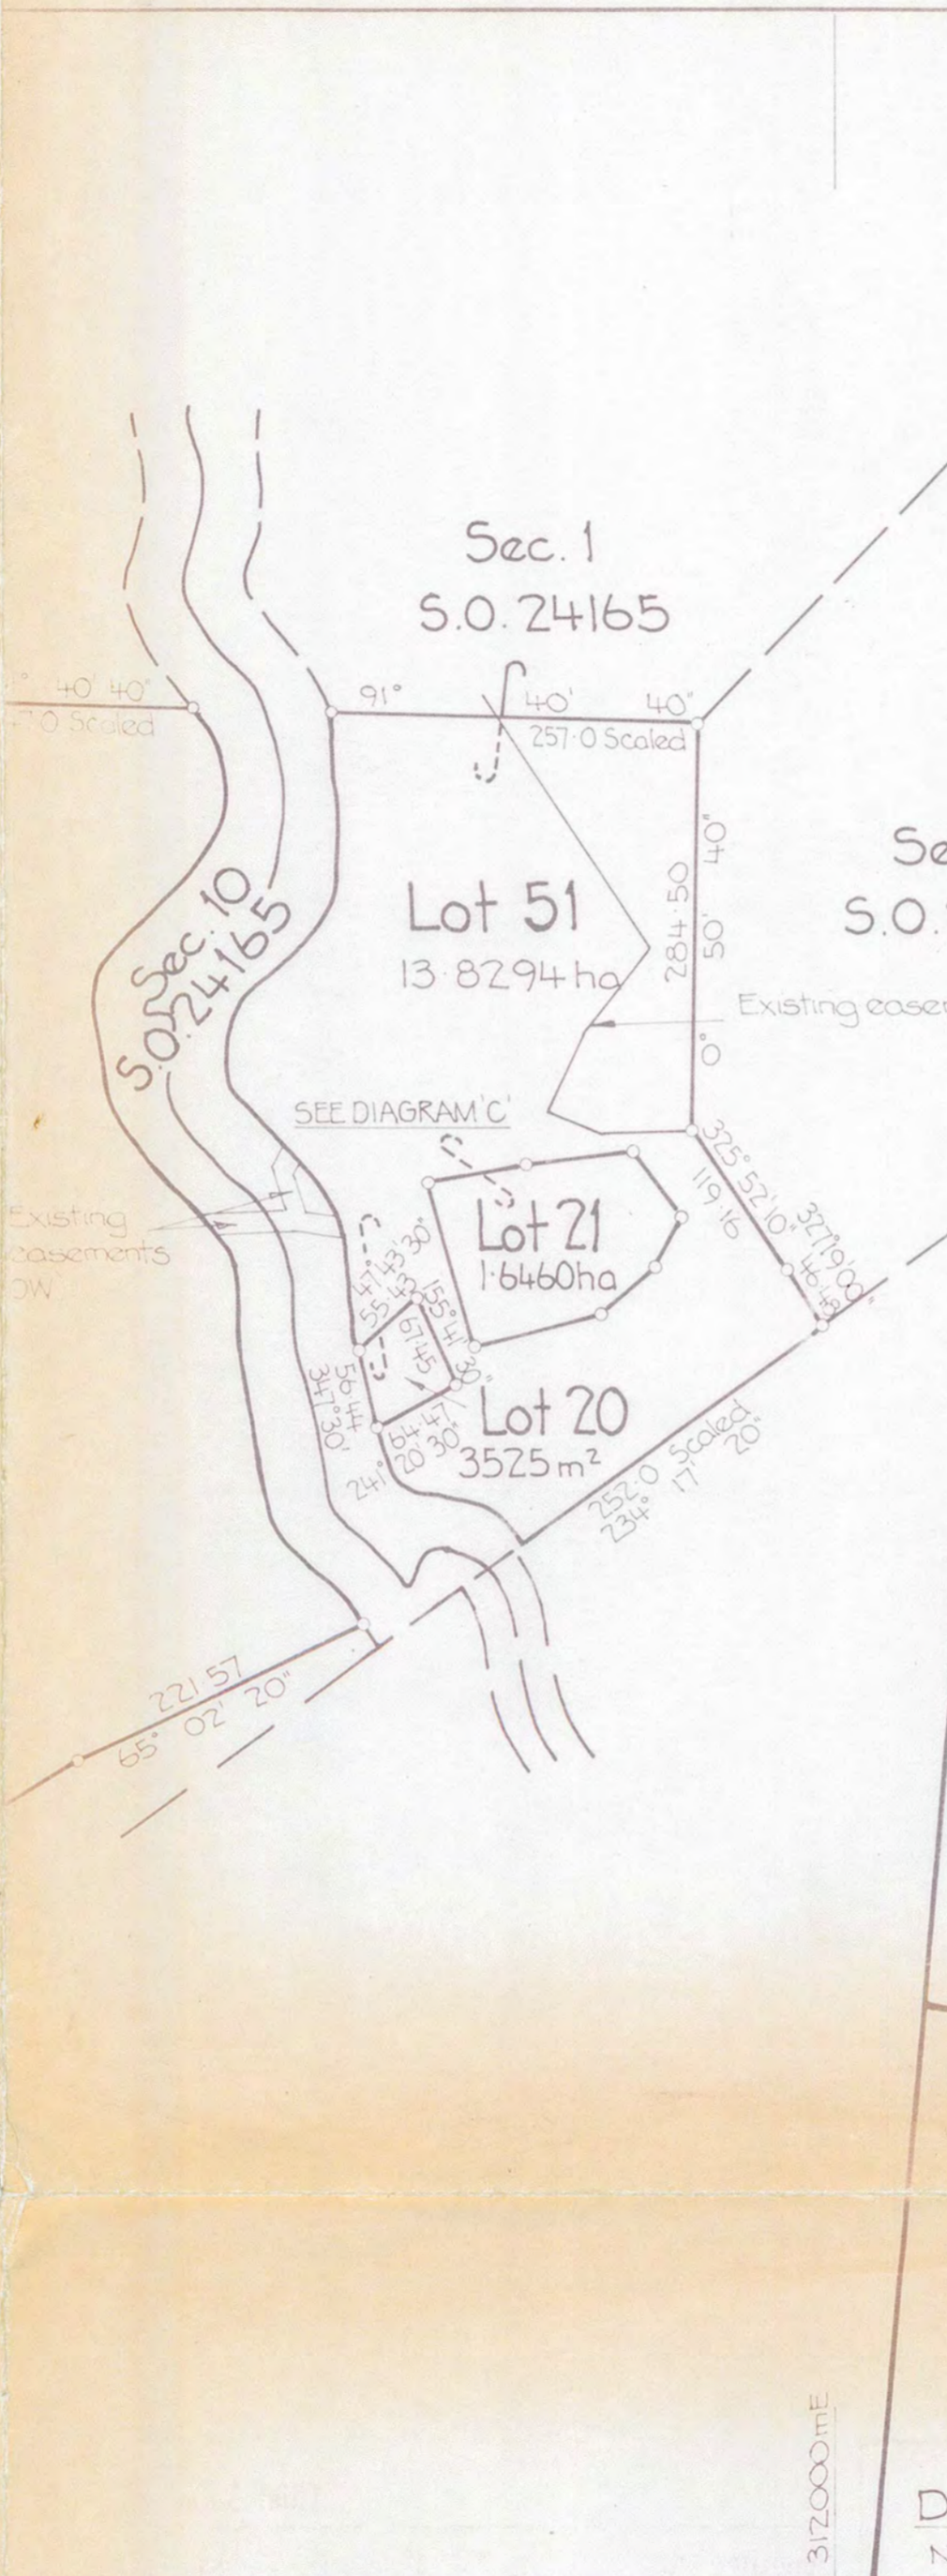 Sec. 1
S.O. 24165
40' 40"
Scaled
91° 40' 40"
257·0 Scaled
284·50
0° 50' 40"
Se
S.O.
Sec. 10
S.O. 24165
Lot 51
13·8294 ha
Existing easem
SEE DIAGRAM 'C'
325° 52' 10"
119·16
327° 19' 00"
46·48
Existing
easements
OW
Lot 21
1·6460 ha
47° 43' 30"
55·43
155° 41' 30"
67·45
56·44
347° 30'
64·47
241° 20' 30"
Lot 20
3525 m²
252·0 Scaled
234° 17' 20"
221·57
65° 02' 20"
312000mE
D